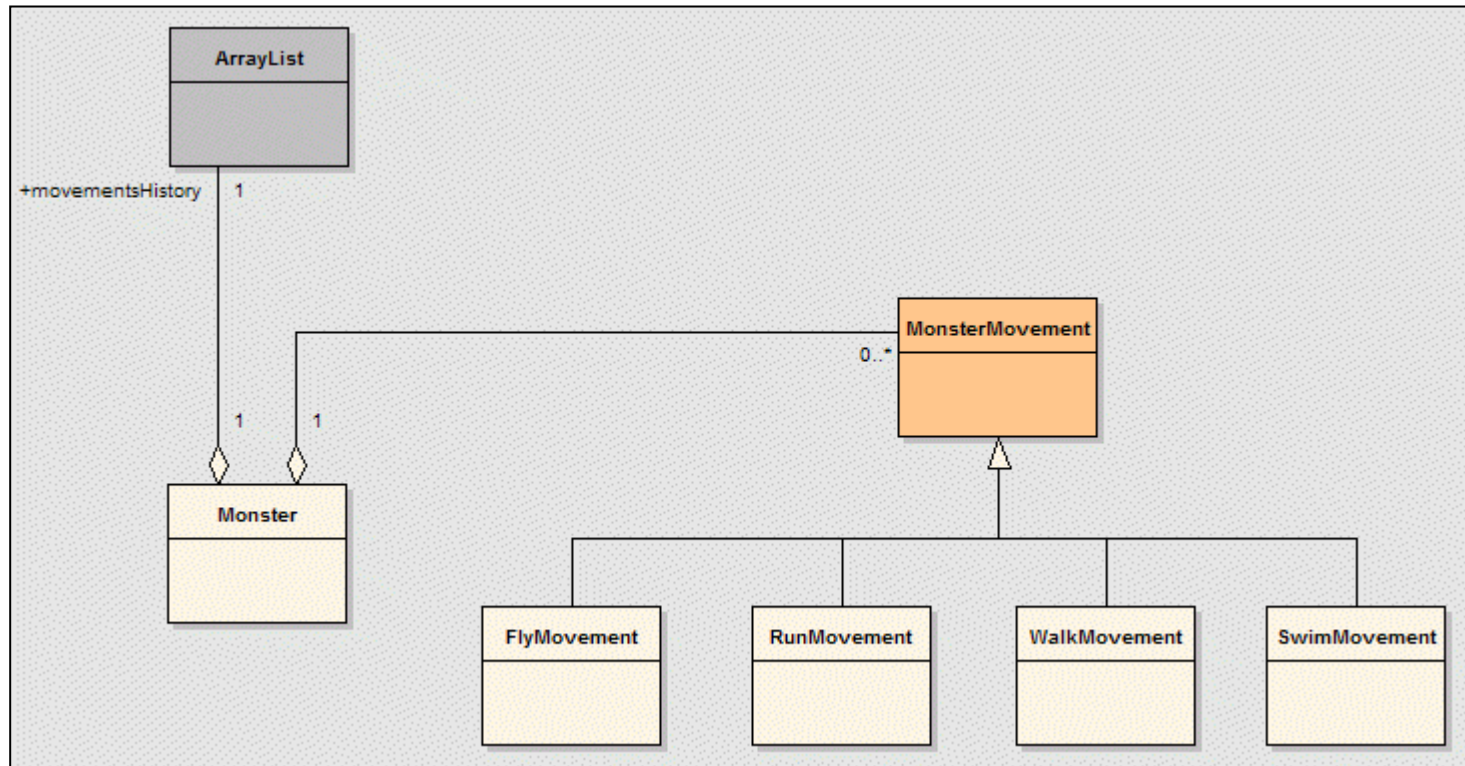 ArrayList
+movementsHistory 1
MonsterMovement
0..*
1 1
Monster
FlyMovement RunMovement WalkMovement SwimMovement